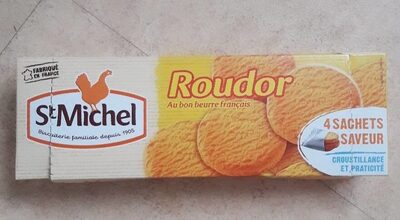 FABRIQUÉ
EN FRANCE
St Michel
Biscuiterie familiale depuis 1905
Roudor
Au bon beurre français
4 SACHETS
SAVEUR
CROUSTILLANCE
ET PRATICITÉ